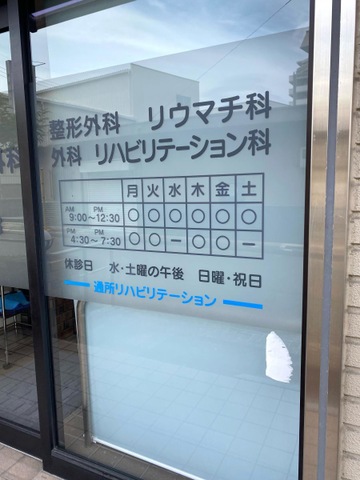 整形外科 リウマチ科
科 外科 リハビリテーション科
月 火 水 木 金 土
AM 9:00～12:30 ○ ○ ○ ○ ○ ○
PM PM 4:30～7:30 ○ ○ ー ○ ○ ー
休診日 水・土曜の午後 日曜・祝日
通所リハビリテーション